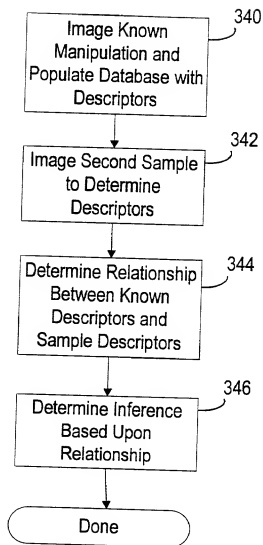 Image Known
Manipulation and
Populate Database with
Descriptors
340
Image Second Sample
to Determine
Descriptors
342
Determine Relationship
Between Known
Descriptors and
Sample Descriptors
344
Determine Inference
Based Upon
Relationship
346
Done